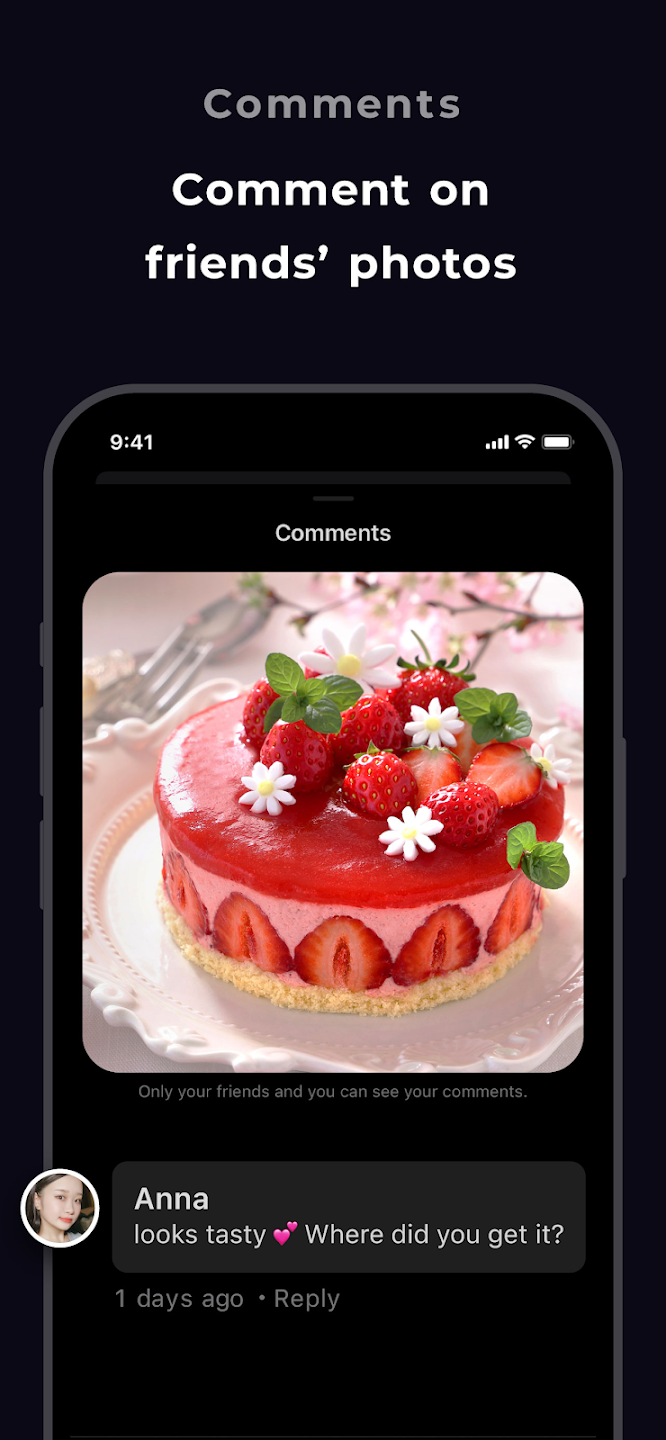 Comments
Comment on
friends’ photos
9:41
Comments
Only your friends and you can see your comments.
Anna
looks tasty 💕 Where did you get it?
1 days ago • Reply